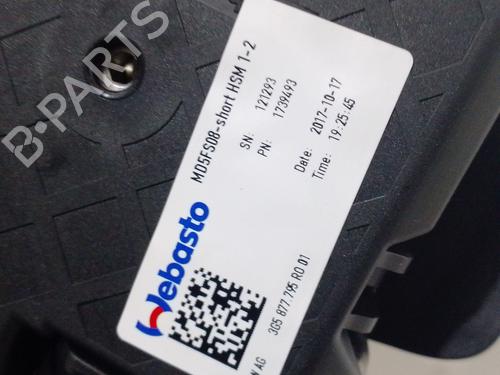 Webasto
MD5FS08-short HSM 1-2
SN: 121293
PN: 1739493
Date: 2017-10-17
Time: 19:25:45
3G5 877.795 R0 01
AG
B-PARTS